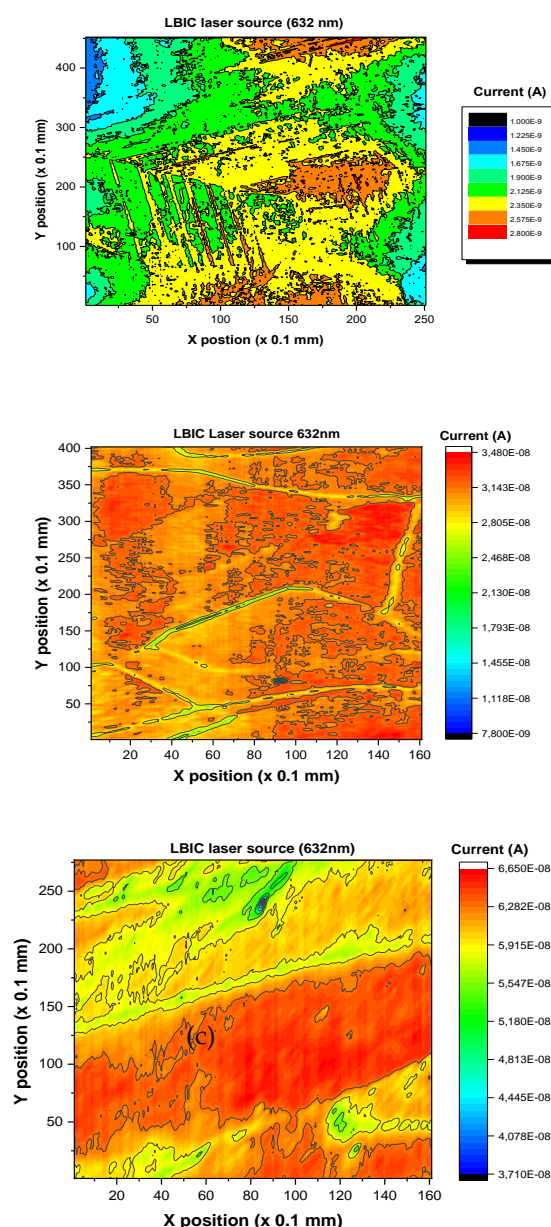 LBIC laser source (632 nm)
Current (A)
1.000E-9
1.225E-9
1.450E-9
1.675E-9
1.900E-9
2.125E-9
2.350E-9
2.575E-9
2.800E-9
400
300
200
100
50
100
150
200
250
Y position (x 0.1 mm)
X postion (x 0.1 mm)
LBIC Laser source 632nm
Current (A)
3,480E-08
3,143E-08
2,805E-08
2,468E-08
2,130E-08
1,793E-08
1,455E-08
1,118E-08
7,800E-09
400
350
300
250
200
150
100
50
20
40
60
80
100
120
140
160
Y position (x 0.1 mm)
X position (x 0.1 mm)
LBIC laser source (632nm)
Current (A)
6,650E-08
6,282E-08
5,915E-08
5,547E-08
5,180E-08
4,813E-08
4,445E-08
4,078E-08
3,710E-08
250
200
150
100
50
(c)
20
40
60
80
100
120
140
160
Y position (x 0.1 mm)
X position (x 0.1 mm)